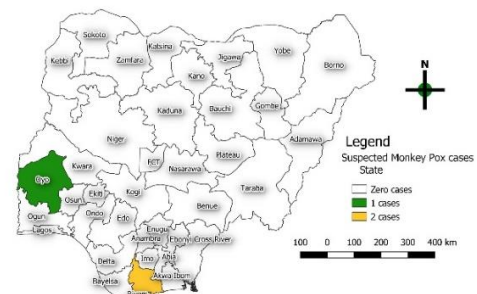 Sokoto
Katsina
Kebbi
Zamfara
Kano
Jigawa
Yobe
Borno
Kaduna
Bauchi
Gombe
Adamawa
Niger
FCT
Nasarawa
Plateau
Taraba
Kwara
Oyo
Osun
Ekiti
Kogi
Benue
Ogun
Ondo
Edo
Lagos
Enugu
Anambra
Ebonyi
Cross River
Delta
Imo
Abia
Bayelsa
Akwa Ibom
N
Legend
Suspected Monkey Pox cases
State
Zero cases
1 cases
2 cases
100 0 100 200 300 400 km